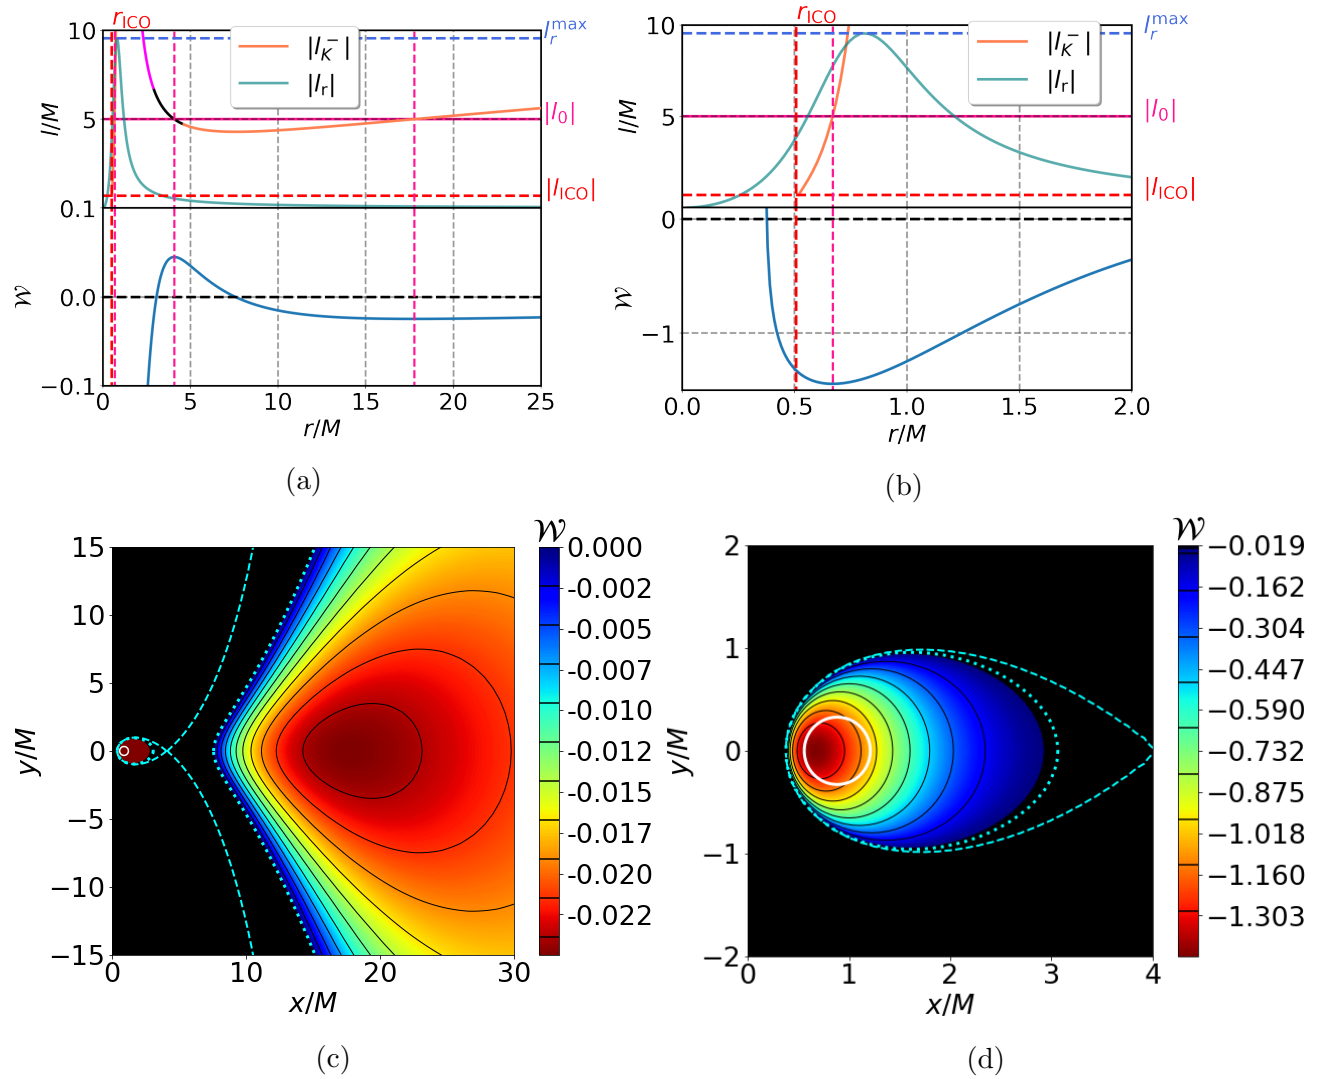 r_ICO
10
5
0.1
l/M
|l_K^-|
|l_r|
l_r^max
|l_0|
|l_ICO|
0.0
−0.1
𝒲
0 5 10 15 20 25
r/M
(a)
r_ICO
10
5
l/M
|l_K^-|
|l_r|
l_r^max
|l_0|
|l_ICO|
0
−1
𝒲
0.0 0.5 1.0 1.5 2.0
r/M
(b)
𝒲
15
10
5
0
−5
−10
−15
y/M
0 10 20 30
x/M
0.000
-0.002
-0.005
-0.007
-0.010
-0.012
-0.015
-0.017
-0.020
-0.022
(c)
𝒲
2
1
0
−1
−2
y/M
0 1 2 3 4
x/M
−0.019
−0.162
−0.304
−0.447
−0.590
−0.732
−0.875
−1.018
−1.160
−1.303
(d)